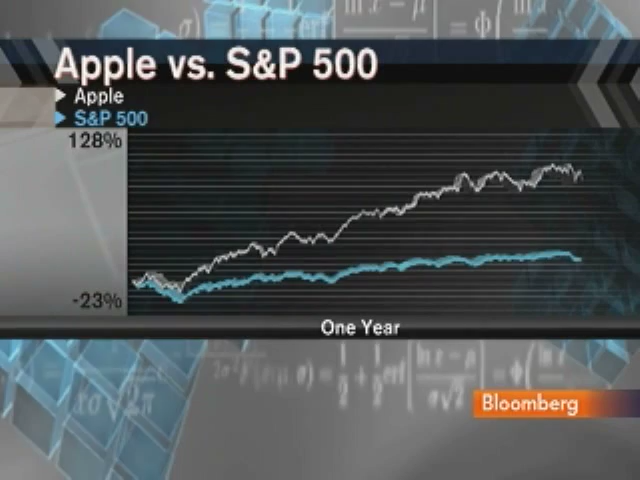 Apple vs. S&P 500
Apple
S&P 500
128%
-23%
One Year
Bloomberg